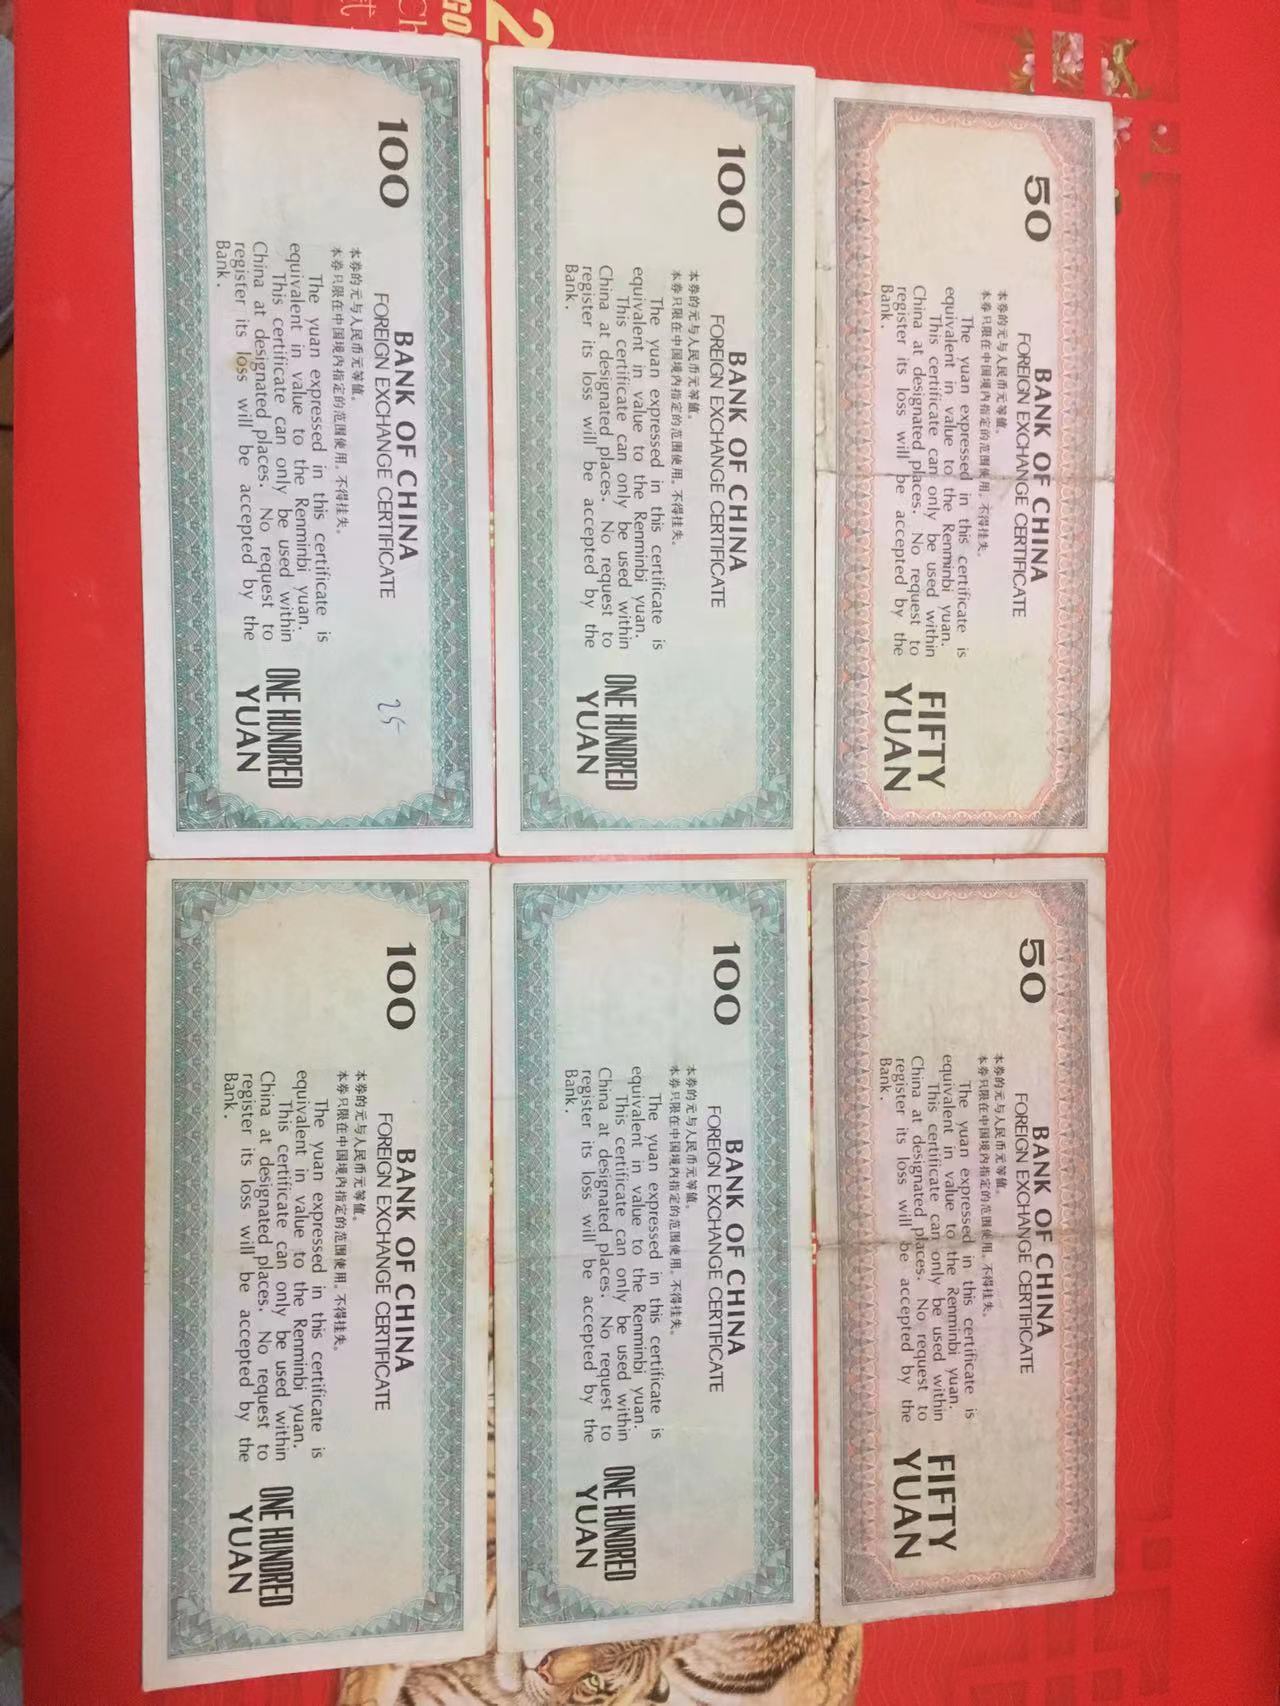 50
BANK OF CHINA
FOREIGN EXCHANGE CERTIFICATE
本券的元与人民币元等值。
本券只限在中国境内指定的范围使用。不得挂失。
The yuan expressed in this certificate is
equivalent in value to the Renminbi yuan.
This certificate can only be used within
China at designated places. No request to
register its loss will be accepted by the
Bank.
FIFTY
YUAN
50
BANK OF CHINA
FOREIGN EXCHANGE CERTIFICATE
本券的元与人民币元等值。
本券只限在中国境内指定的范围使用。不得挂失。
The yuan expressed in this certificate is
equivalent in value to the Renminbi yuan.
This certificate can only be used within
China at designated places. No request to
register its loss will be accepted by the
Bank.
FIFTY
YUAN
100
BANK OF CHINA
FOREIGN EXCHANGE CERTIFICATE
本券的元与人民币元等值。
本券只限在中国境内指定的范围使用。不得挂失。
The yuan expressed in this certificate is
equivalent in value to the Renminbi yuan.
This certificate can only be used within
China at designated places. No request to
register its loss will be accepted by the
Bank.
ONE HUNDRED
YUAN
100
BANK OF CHINA
FOREIGN EXCHANGE CERTIFICATE
本券的元与人民币元等值。
本券只限在中国境内指定的范围使用。不得挂失。
The yuan expressed in this certificate is
equivalent in value to the Renminbi yuan.
This certificate can only be used within
China at designated places. No request to
register its loss will be accepted by the
Bank.
ONE HUNDRED
YUAN
100
BANK OF CHINA
FOREIGN EXCHANGE CERTIFICATE
25
本券的元与人民币元等值。
本券只限在中国境内指定的范围使用。不得挂失。
The yuan expressed in this certificate is
equivalent in value to the Renminbi yuan.
This certificate can only be used within
China at designated places. No request to
register its loss will be accepted by the
Bank.
ONE HUNDRED
YUAN
100
BANK OF CHINA
FOREIGN EXCHANGE CERTIFICATE
本券的元与人民币元等值。
本券只限在中国境内指定的范围使用。不得挂失。
The yuan expressed in this certificate is
equivalent in value to the Renminbi yuan.
This certificate can only be used within
China at designated places. No request to
register its loss will be accepted by the
Bank.
ONE HUNDRED
YUAN